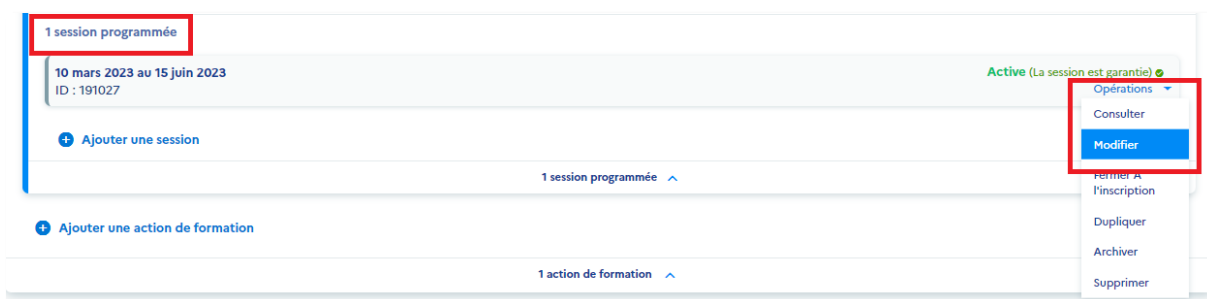 1 session programmée
10 mars 2023 au 15 juin 2023
Active (La session est garantie)
ID : 191027
Opérations
Consulter
Ajouter une session
Modifier
1 session programmée
Fermer À
l'inscription
Ajouter une action de formation
Dupliquer
Archiver
1 action de formation
Supprimer